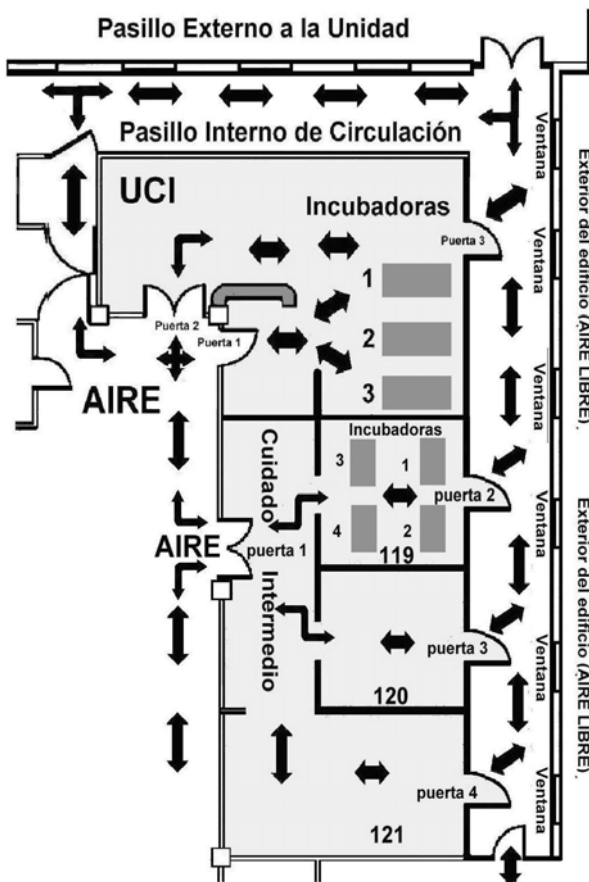 Pasillo Externo a la Unidad
Pasillo Interno de Circulación
UCI
Incubadoras
Puerta 3
1
2
3
Puerta 2
Puerta 1
AIRE
Incubadoras
3
1
4
2
puerta 2
119
Cuidado
Intermedio
AIRE
puerta 1
puerta 3
120
puerta 4
121
Ventana
Ventana
Ventana
Ventana
Ventana
Ventana
Ventana
Exterior del edificio (AIRE LIBRE).
Exterior del edificio (AIRE LIBRE).